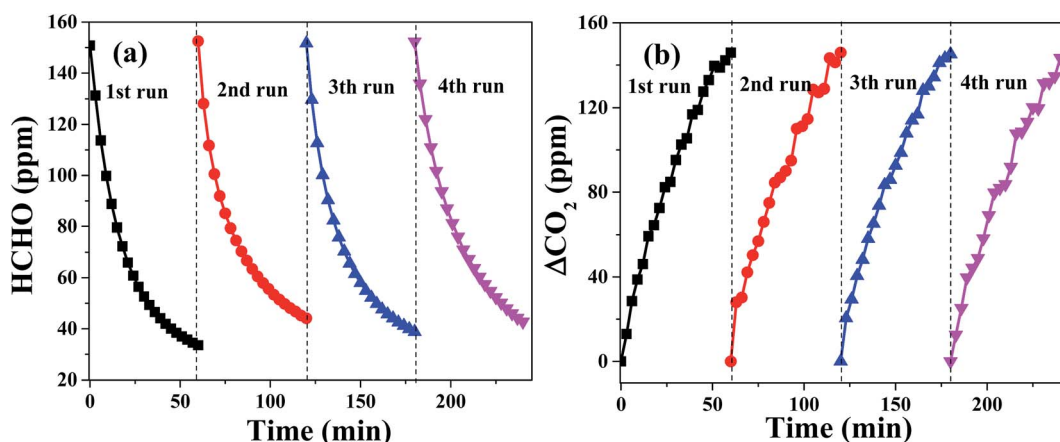 (a)
HCHO (ppm)
160
140
120
100
80
60
40
20
1st run
2nd run
3th run
4th run
0
50
100
150
200
Time (min)
(b)
ΔCO₂ (ppm)
160
120
80
40
0
1st run
2nd run
3th run
4th run
0
50
100
150
200
Time (min)